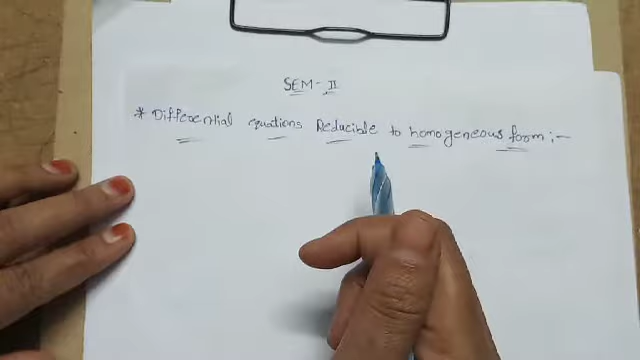 SEM - II
* Differential equations Reducible to homogeneous form :-